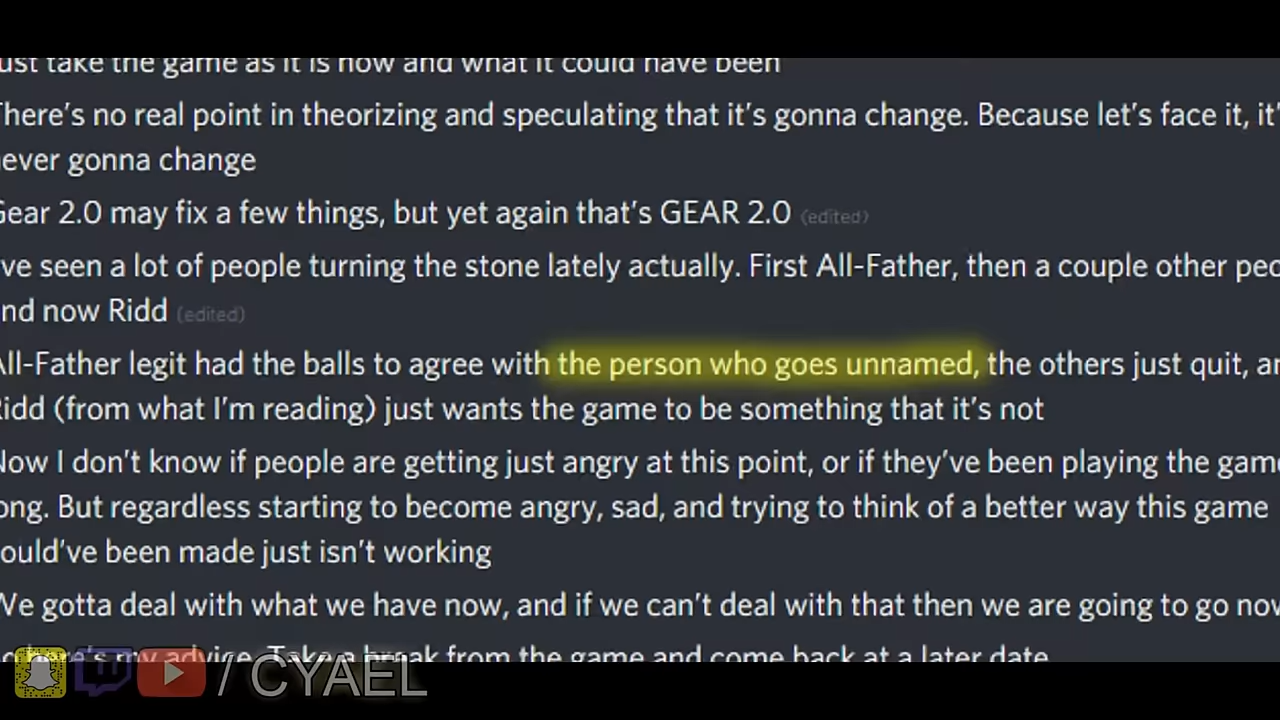 just take the game as it is now and what it could have been
There's no real point in theorizing and speculating that it's gonna change. Because let's face it, it'
never gonna change
Gear 2.0 may fix a few things, but yet again that's GEAR 2.0 (edited)
've seen a lot of people turning the stone lately actually. First All-Father, then a couple other peo
nd now Ridd (edited)
All-Father legit had the balls to agree with the person who goes unnamed, the others just quit, an
Ridd (from what I'm reading) just wants the game to be something that it's not
Now I don't know if people are getting just angry at this point, or if they've been playing the game
ong. But regardless starting to become angry, sad, and trying to think of a better way this game
ould've been made just isn't working
We gotta deal with what we have now, and if we can't deal with that then we are going to go now
here's my advice. Take a break from the game and come back at a later date
/ CYAEL